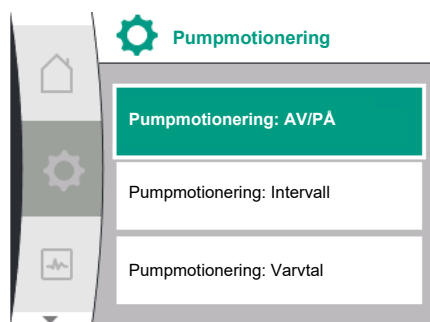 Pumpmotionering
Pumpmotionering: AV/PÅ
Pumpmotionering: Intervall
Pumpmotionering: Varvtal